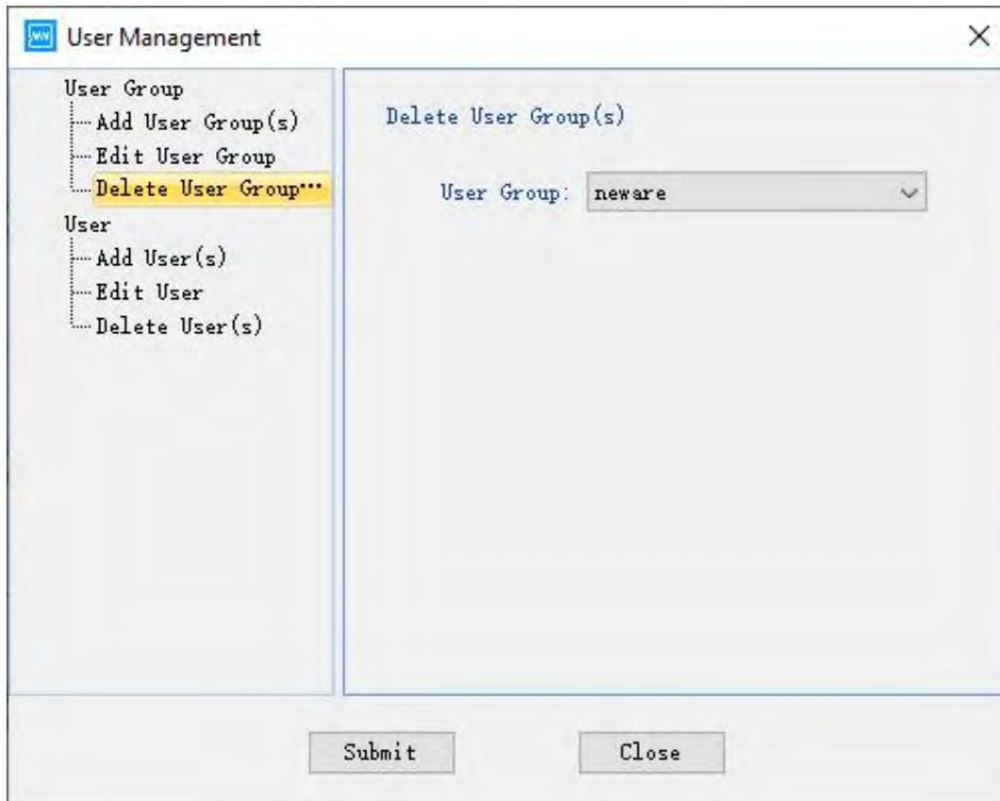 User Management
User Group
Add User Group(s)
Edit User Group
Delete User Group…
User
Add User(s)
Edit User
Delete User(s)
Delete User Group(s)
User Group: neware
Submit Close